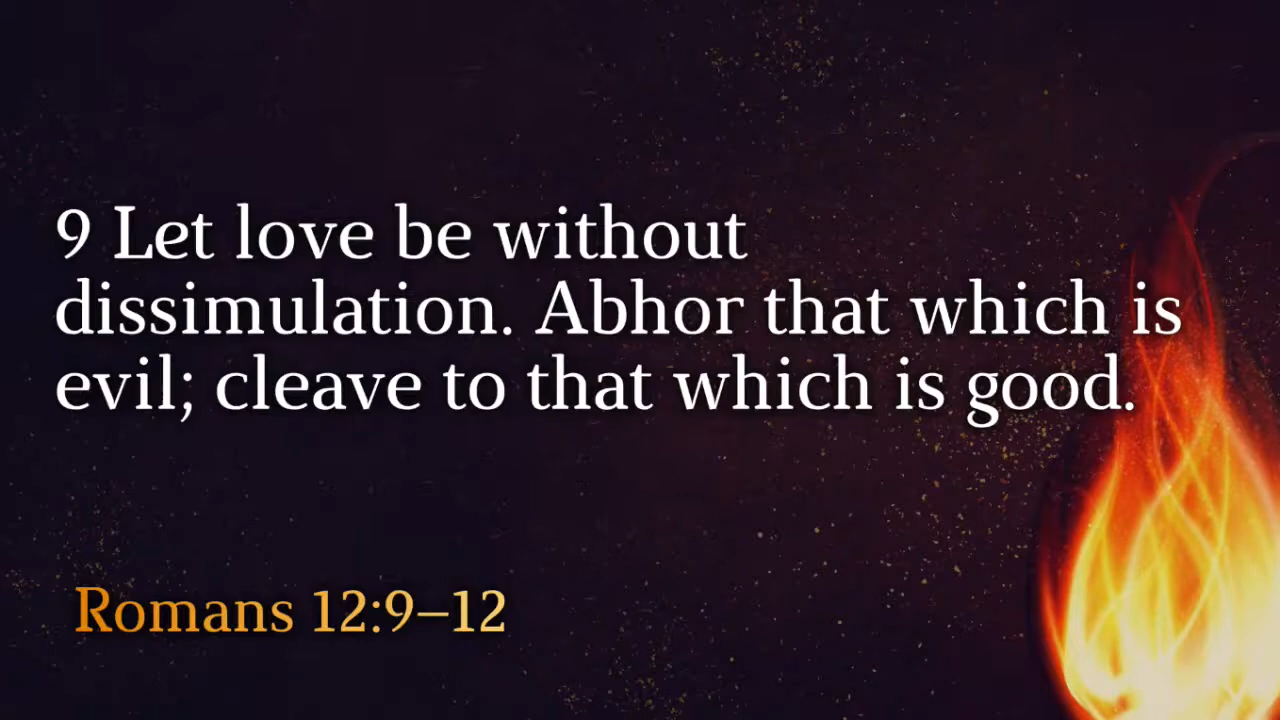 9 Let love be without
dissimulation. Abhor that which is
evil; cleave to that which is good.
Romans 12:9–12